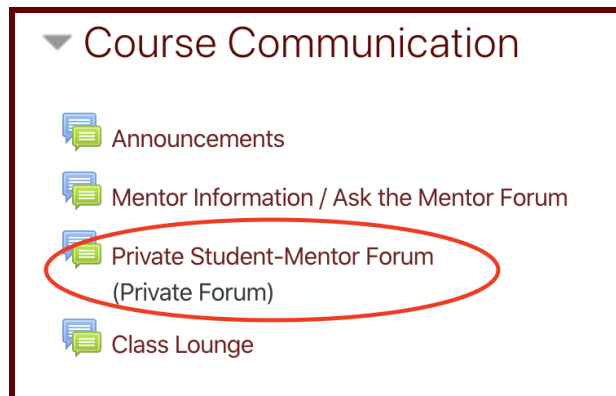 Course Communication
Announcements
Mentor Information / Ask the Mentor Forum
Private Student-Mentor Forum
(Private Forum)
Class Lounge